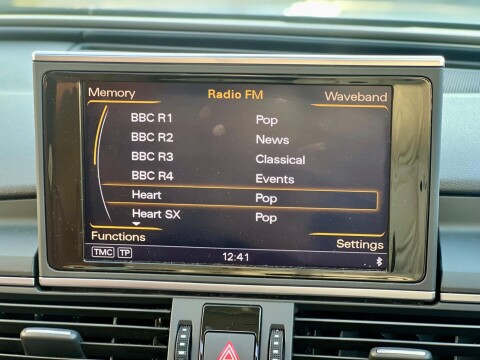 Memory Radio FM Waveband
BBC R1 Pop
BBC R2 News
BBC R3 Classical
BBC R4 Events
Heart Pop
Heart SX Pop
Functions Settings
TMC TP 12:41